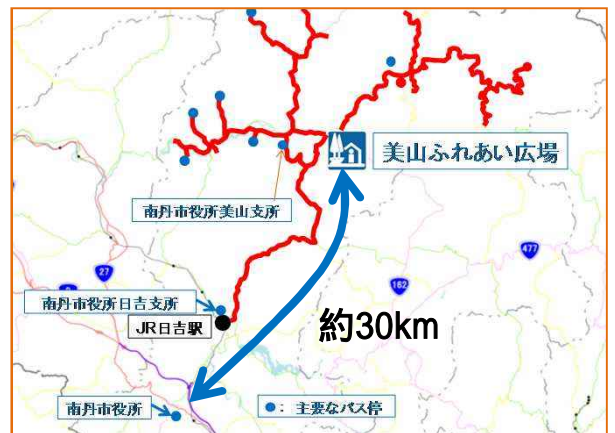 美山ふれあい広場
南丹市役所美山支所
477
27
162
南丹市役所日吉支所
JR日吉駅
約30km
南丹市役所
●: 主要なバス停